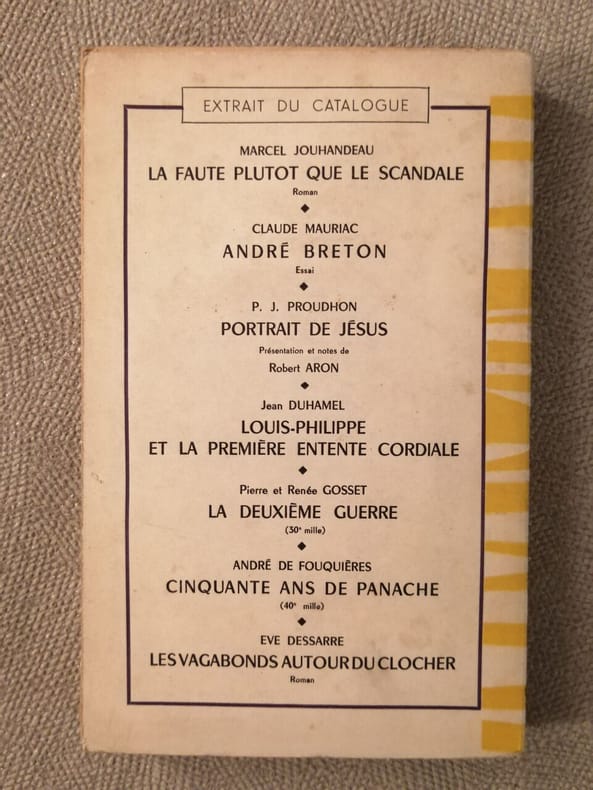 EXTRAIT DU CATALOGUE
MARCEL JOUHANDEAU
LA FAUTE PLUTOT QUE LE SCANDALE
Roman
CLAUDE MAURIAC
ANDRÉ BRETON
Essai
P. J. PROUDHON
PORTRAIT DE JÉSUS
Présentation et notes de
Robert ARON
Jean DUHAMEL
LOUIS-PHILIPPE
ET LA PREMIÈRE ENTENTE CORDIALE
Pierre et Renée GOSSET
LA DEUXIÈME GUERRE
(30e mille)
ANDRÉ DE FOUQUIÈRES
CINQUANTE ANS DE PANACHE
(40e mille)
EVE DESSARRE
LES VAGABONDS AUTOUR DU CLOCHER
Roman